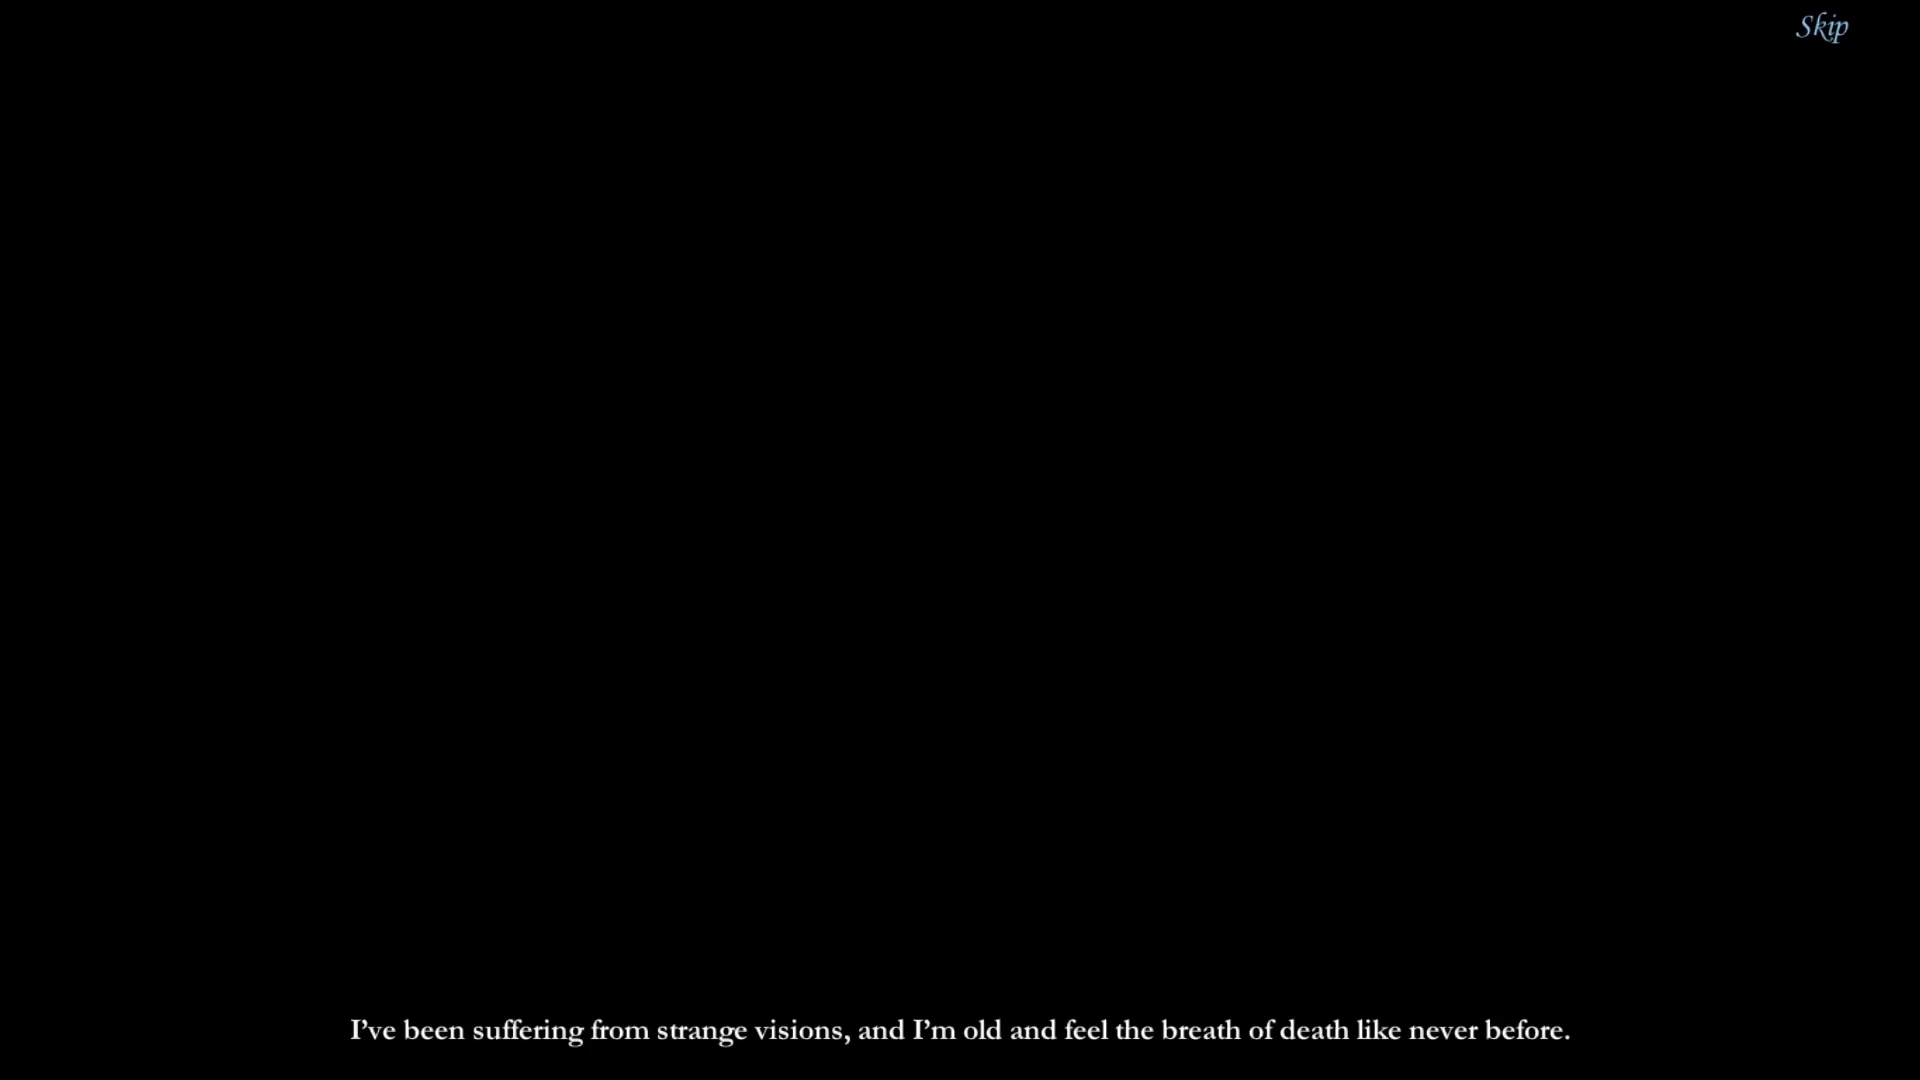 Skip
I’ve been suffering from strange visions, and I’m old and feel the breath of death like never before.